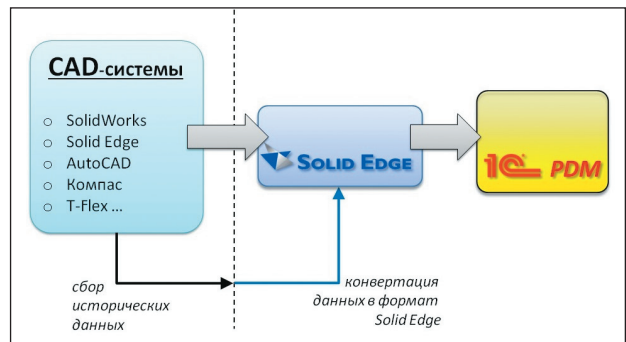 CAD-системы
o SolidWorks
o Solid Edge
o AutoCAD
o Компас
o T-Flex ...
SOLID EDGE
1C PDM
сбор
исторических
данных
конвертация
данных в формат
Solid Edge